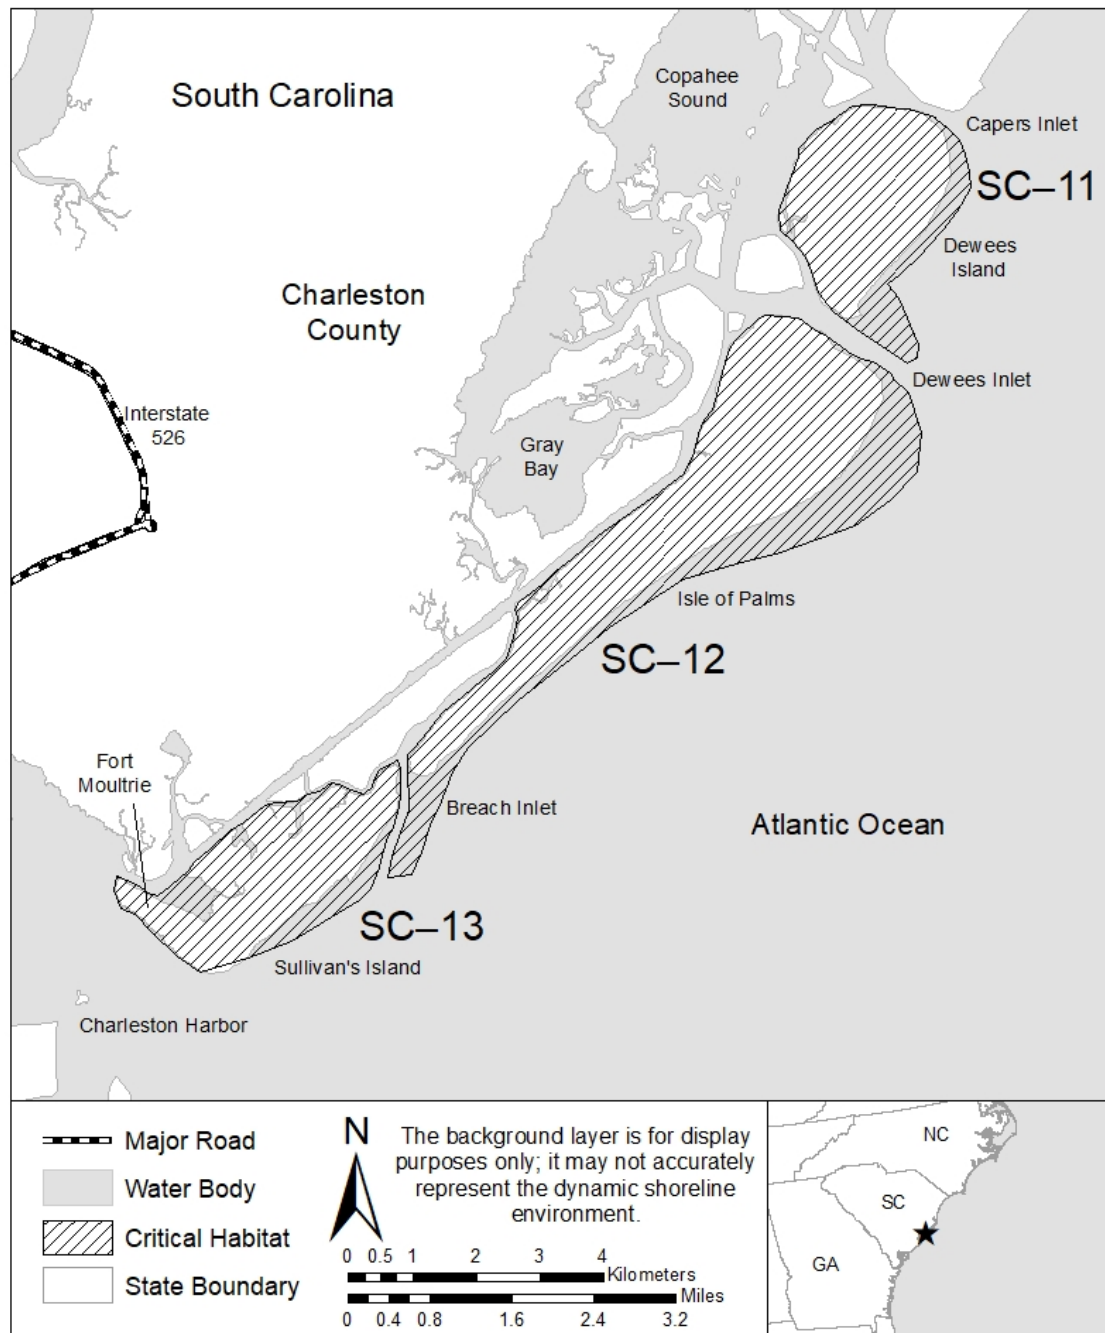 South Carolina
Copahee
Sound
Capers Inlet
SC–11
Dewees
Island
Charleston
County
Dewees Inlet
Interstate
526
Gray
Bay
Isle of Palms
SC–12
Fort
Moultrie
Breach Inlet
Atlantic Ocean
SC–13
Sullivan's Island
Charleston Harbor
Major Road
Water Body
Critical Habitat
State Boundary
N
The background layer is for display
purposes only; it may not accurately
represent the dynamic shoreline
environment.
0 0.5 1 2 3 4
Kilometers
Miles
0 0.4 0.8 1.6 2.4 3.2
NC
SC
GA